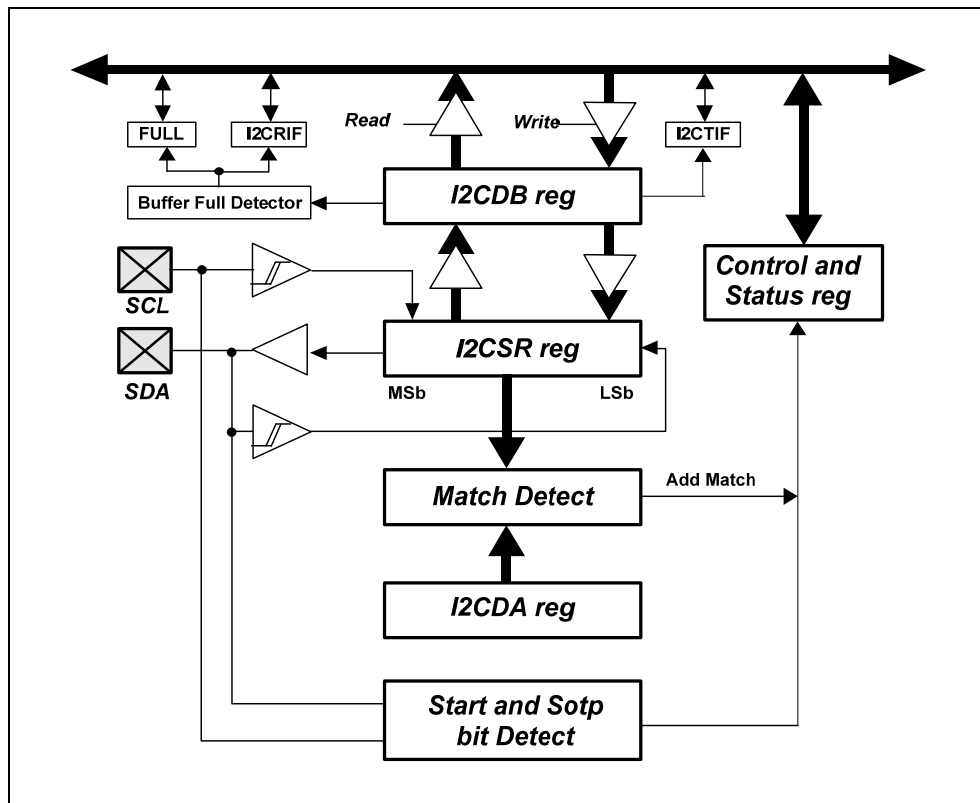 Read
Write
FULL
I2CRIF
I2CTIF
Buffer Full Detector
I2CDB reg
Control and
Status reg
SCL
I2CSR reg
SDA
MSb
LSb
Match Detect
Add Match
I2CDA reg
Start and Sotp
bit Detect